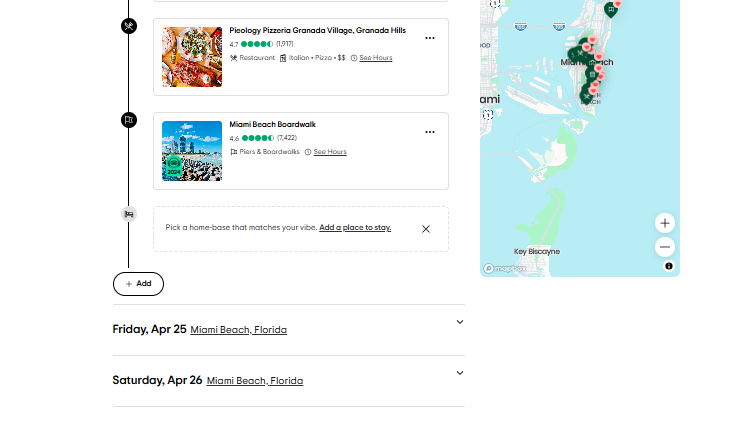 Pieology Pizzeria Granada Village, Granada Hills
4.7 (1,917)
Restaurant Italian • Pizza • $$ See Hours
Miami Beach Boardwalk
4.6 (7,422)
Piers & Boardwalks See Hours
2024
Pick a home-base that matches your vibe. Add a place to stay.
+ Add
Friday, Apr 25 Miami Beach, Florida
Saturday, Apr 26 Miami Beach, Florida
ami
BEACH
Key Biscayne
mapbox